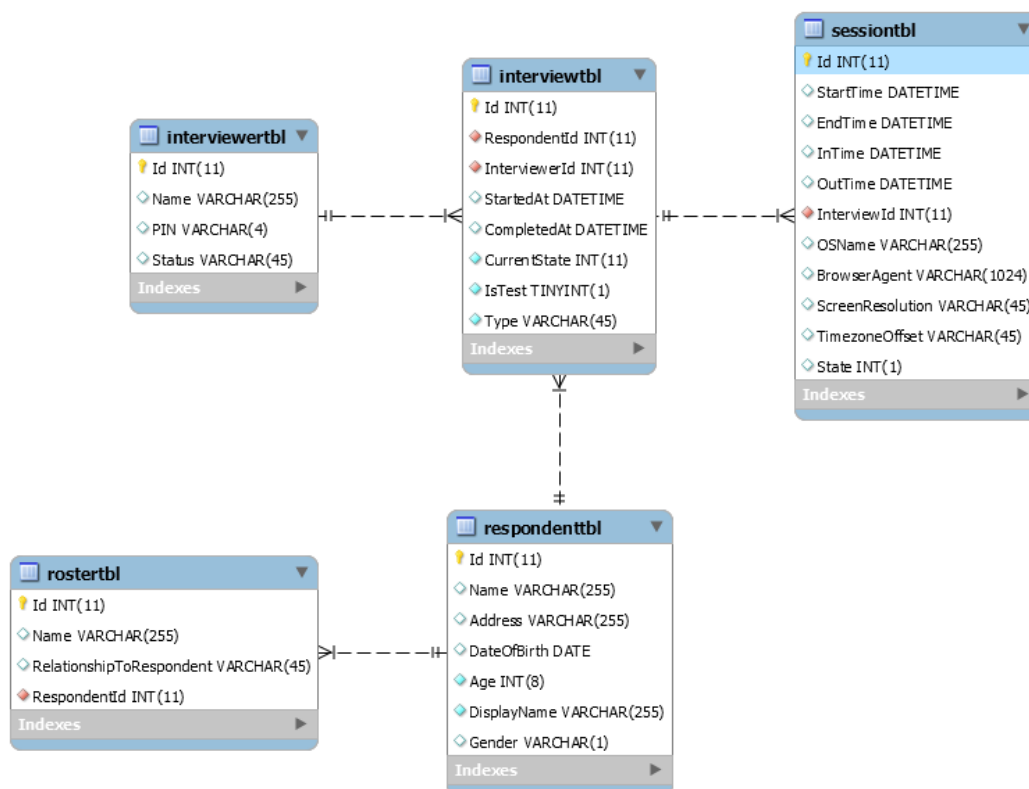 interviewertbl
Id INT(11)
Name VARCHAR(255)
PIN VARCHAR(4)
Status VARCHAR(45)
Indexes
interviewtbl
Id INT(11)
RespondentId INT(11)
InterviewerId INT(11)
StartedAt DATETIME
CompletedAt DATETIME
CurrentState INT(11)
IsTest TINYINT(1)
Type VARCHAR(45)
Indexes
sessiontbl
Id INT(11)
StartTime DATETIME
EndTime DATETIME
InTime DATETIME
OutTime DATETIME
InterviewId INT(11)
OSName VARCHAR(255)
BrowserAgent VARCHAR(1024)
ScreenResolution VARCHAR(45)
TimezoneOffset VARCHAR(45)
State INT(1)
Indexes
rostertbl
Id INT(11)
Name VARCHAR(255)
RelationshipToRespondent VARCHAR(45)
RespondentId INT(11)
Indexes
respondenttbl
Id INT(11)
Name VARCHAR(255)
Address VARCHAR(255)
DateOfBirth DATE
Age INT(8)
DisplayName VARCHAR(255)
Gender VARCHAR(1)
Indexes